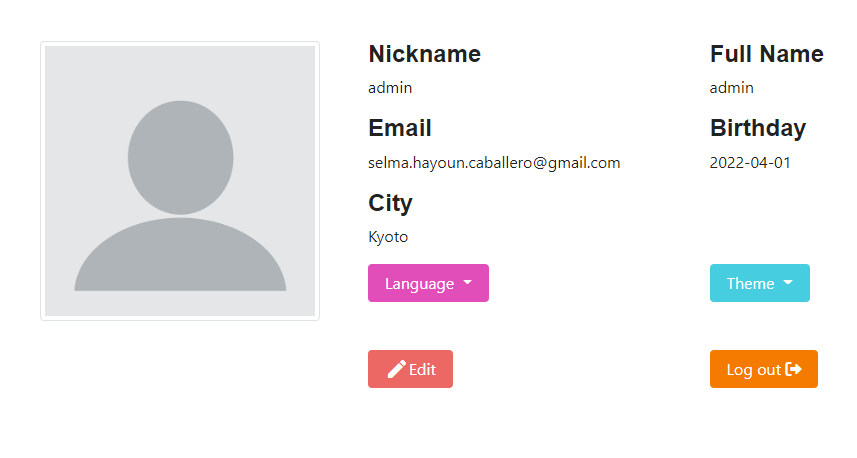 Nickname
admin
Full Name
admin
Email
selma.hayoun.caballero@gmail.com
Birthday
2022-04-01
City
Kyoto
Language
Theme
Edit
Log out